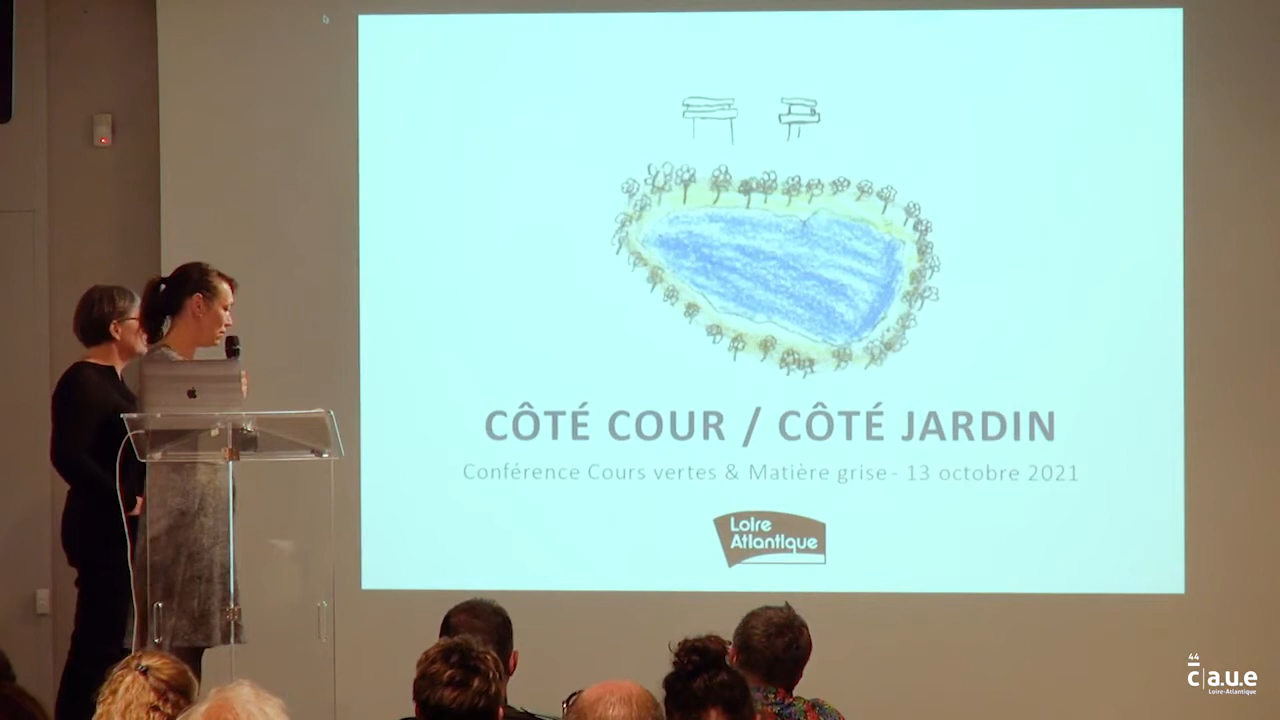 CÔTÉ COUR / CÔTÉ JARDIN
Conférence Cours vertes & Matière grise - 13 octobre 2021
Loire
Atlantique
44
c|a.u.e
Loire-Atlantique